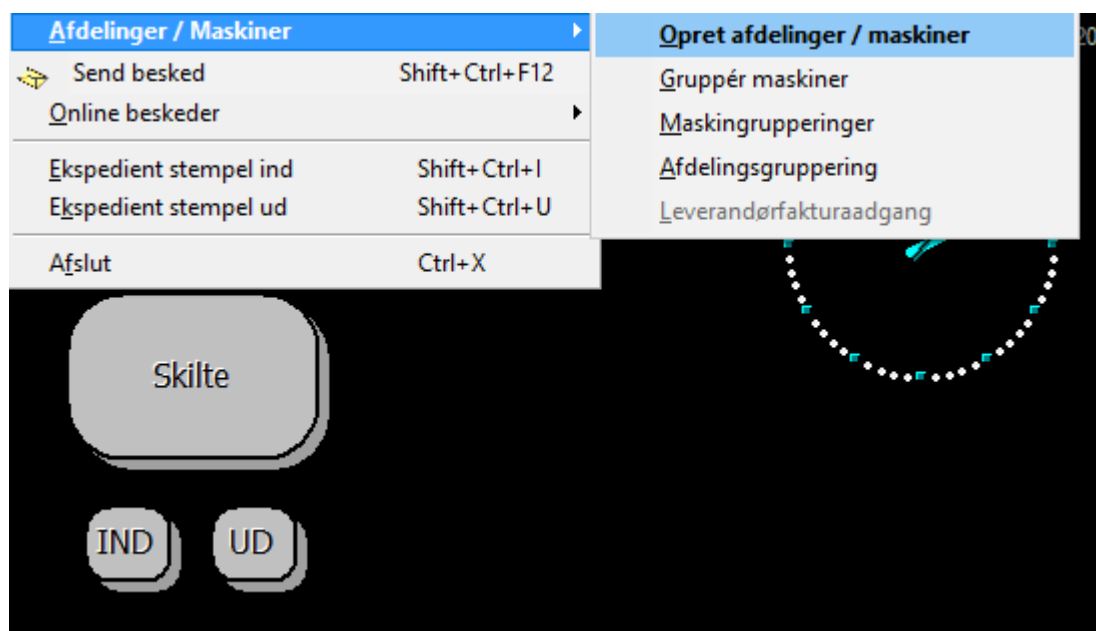 Afdelinger / Maskiner
Send besked Shift+Ctrl+F12
Online beskeder
Ekspedient stempel ind Shift+Ctrl+I
Ekspedient stempel ud Shift+Ctrl+U
Afslut Ctrl+X
Opret afdelinger / maskiner
Gruppér maskiner
Maskingrupperinger
Afdelingsgruppering
Leverandørfakturaadgang
20
Skilte
IND UD